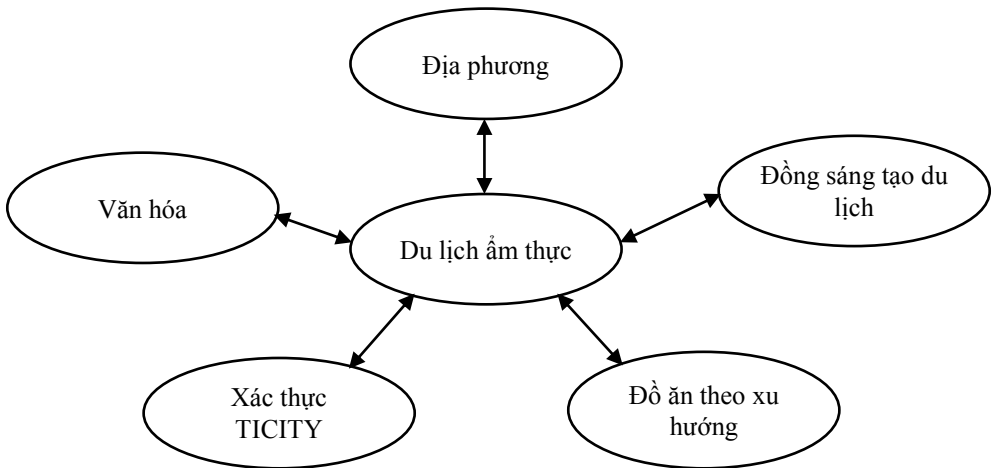 Địa phương
Văn hóa
Đồng sáng tạo du
lịch
Du lịch ẩm thực
Xác thực
TICITY
Đồ ăn theo xu
hướng